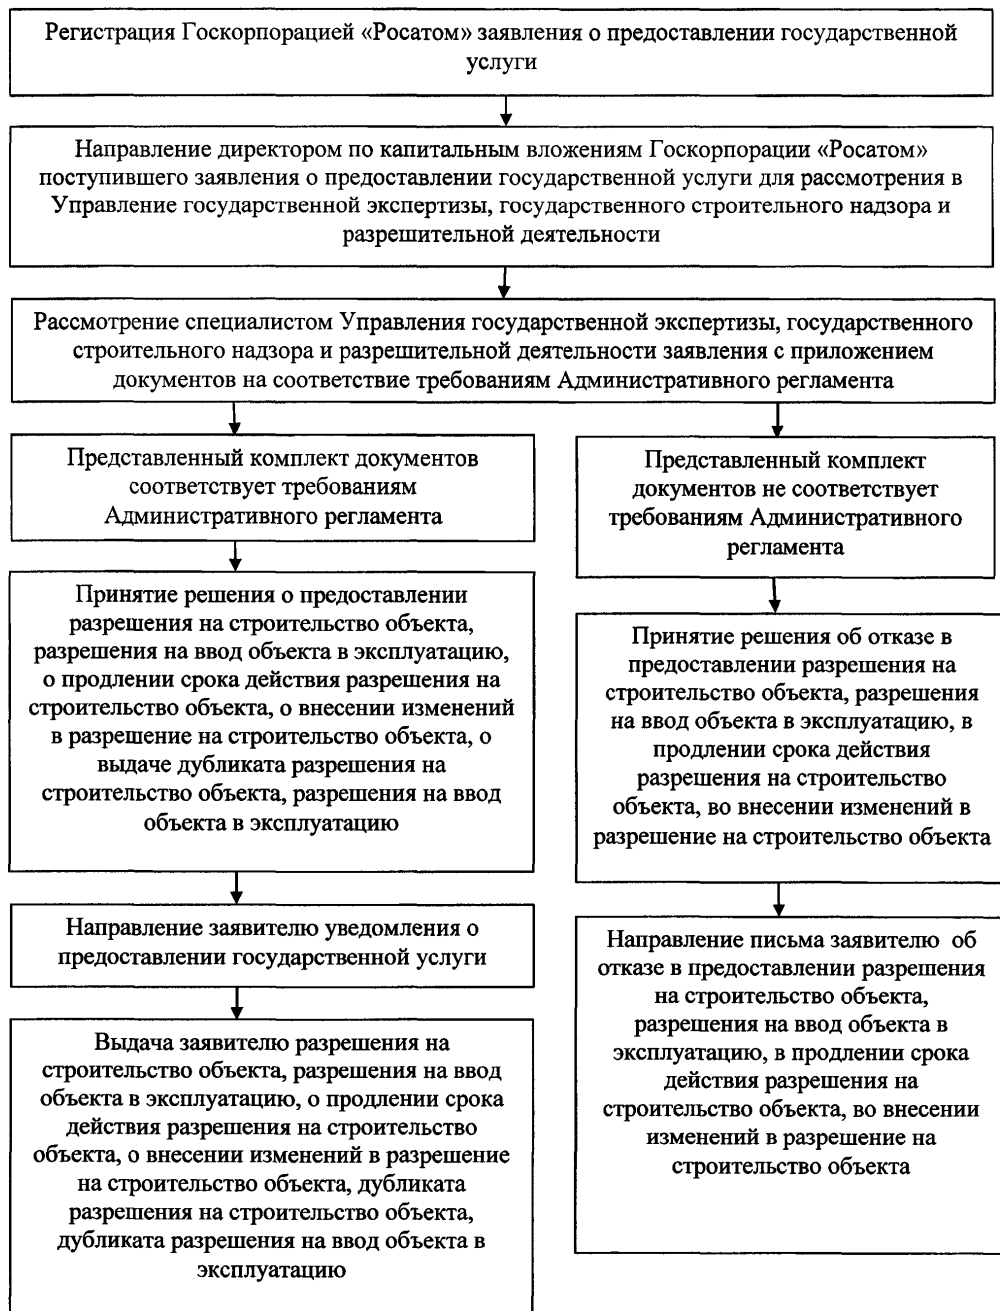 Регистрация Госкорпорацией «Росатом» заявления о предоставлении государственной
услуги
Направление директором по капитальным вложениям Госкорпорации «Росатом»
поступившего заявления о предоставлении государственной услуги для рассмотрения в
Управление государственной экспертизы, государственного строительного надзора и
разрешительной деятельности
Рассмотрение специалистом Управления государственной экспертизы, государственного
строительного надзора и разрешительной деятельности заявления с приложением
документов на соответствие требованиям Административного регламента
Представленный комплект документов
соответствует требованиям
Административного регламента
Принятие решения о предоставлении
разрешения на строительство объекта,
разрешения на ввод объекта в эксплуатацию,
о продлении срока действия разрешения на
строительство объекта, о внесении изменений
в разрешение на строительство объекта, о
выдаче дубликата разрешения на
строительство объекта, разрешения на ввод
объекта в эксплуатацию
Направление заявителю уведомления о
предоставлении государственной услуги
Выдача заявителю разрешения на
строительство объекта, разрешения на ввод
объекта в эксплуатацию, о продлении срока
действия разрешения на строительство
объекта, о внесении изменений в разрешение
на строительство объекта, дубликата
разрешения на строительство объекта,
дубликата разрешения на ввод объекта в
эксплуатацию
Представленный комплект
документов не соответствует
требованиям Административного
регламента
Принятие решения об отказе в
предоставлении разрешения на
строительство объекта, разрешения
на ввод объекта в эксплуатацию, в
продлении срока действия
разрешения на строительство
объекта, во внесении изменений в
разрешение на строительство объекта
Направление письма заявителю об
отказе в предоставлении разрешения
на строительство объекта,
разрешения на ввод объекта в
эксплуатацию, в продлении срока
действия разрешения на
строительство объекта, во внесении
изменений в разрешение на
строительство объекта